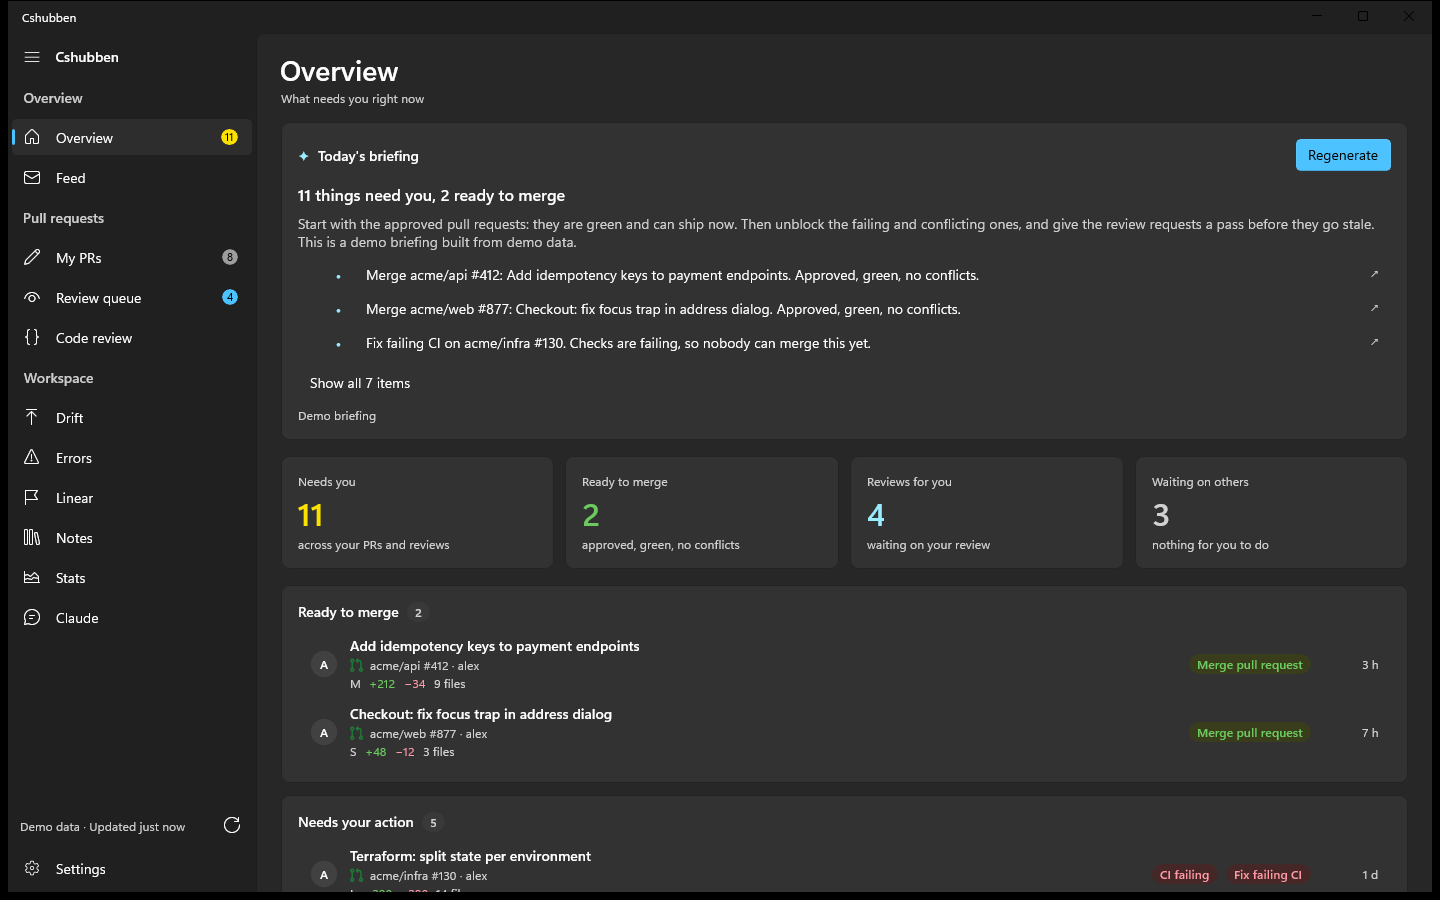 Cshubben
Cshubben
Overview
Overview 11
Feed
Pull requests
My PRs 8
Review queue 4
Code review
Workspace
Drift
Errors
Linear
Notes
Stats
Claude
Demo data · Updated just now
Settings
Overview
What needs you right now
Today's briefing
Regenerate
11 things need you, 2 ready to merge
Start with the approved pull requests: they are green and can ship now. Then unblock the failing and conflicting ones, and give the review requests a pass before they go stale.
This is a demo briefing built from demo data.
• Merge acme/api #412: Add idempotency keys to payment endpoints. Approved, green, no conflicts.
• Merge acme/web #877: Checkout: fix focus trap in address dialog. Approved, green, no conflicts.
• Fix failing CI on acme/infra #130. Checks are failing, so nobody can merge this yet.
Show all 7 items
Demo briefing
Needs you
11
across your PRs and reviews
Ready to merge
2
approved, green, no conflicts
Reviews for you
4
waiting on your review
Waiting on others
3
nothing for you to do
Ready to merge 2
A
Add idempotency keys to payment endpoints
acme/api #412 · alex
M +212 −34 9 files
Merge pull request 3 h
A
Checkout: fix focus trap in address dialog
acme/web #877 · alex
S +48 −12 3 files
Merge pull request 7 h
Needs your action 5
A
Terraform: split state per environment
acme/infra #130 · alex
CI failing Fix failing CI 1 d